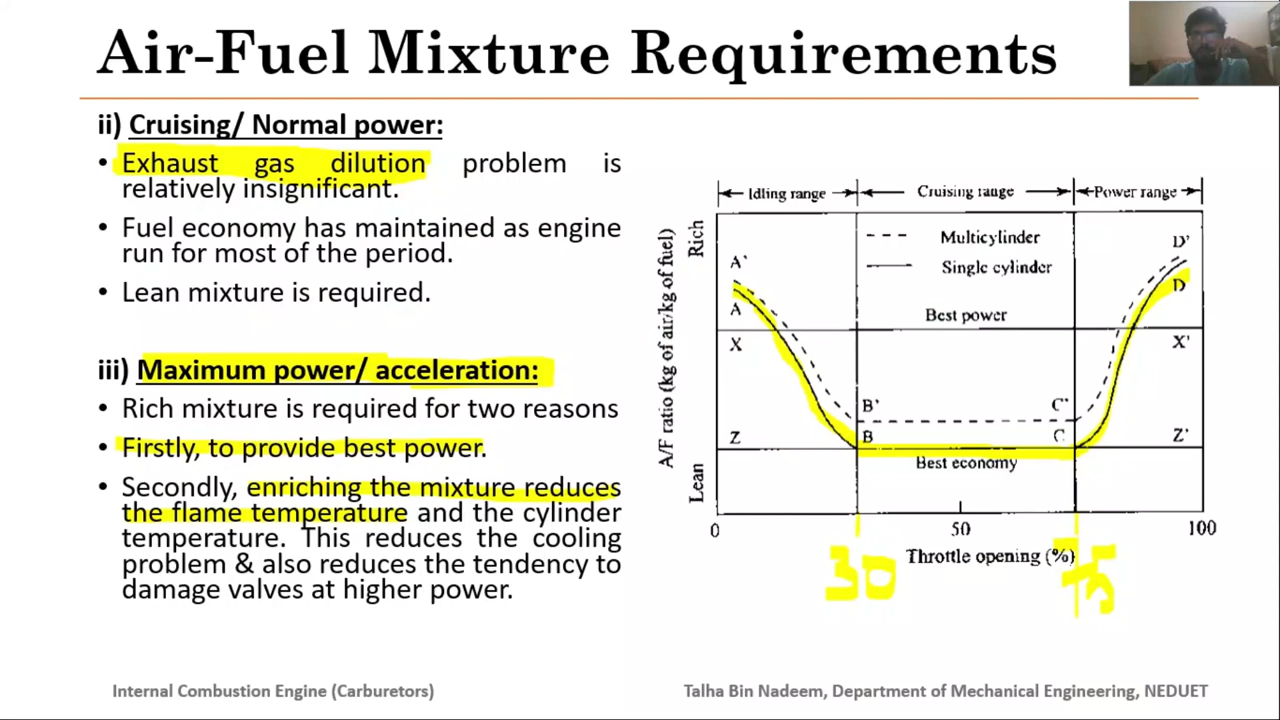 Air-Fuel Mixture Requirements
ii) Cruising/ Normal power:
• Exhaust gas dilution problem is
relatively insignificant.
• Fuel economy has maintained as engine
run for most of the period.
• Lean mixture is required.
iii) Maximum power/ acceleration:
• Rich mixture is required for two reasons
• Firstly, to provide best power.
• Secondly, enriching the mixture reduces
the flame temperature and the cylinder
temperature. This reduces the cooling
problem & also reduces the tendency to
damage valves at higher power.
Idling range Cruising range Power range
A/F ratio (kg of air/kg of fuel)
Rich
Lean
Multicylinder
Single cylinder
A' D'
A D
Best power
X X'
B' C'
Z B C Z'
Best economy
0 50 100
Throttle opening (%)
30 75
Internal Combustion Engine (Carburetors)
Talha Bin Nadeem, Department of Mechanical Engineering, NEDUET